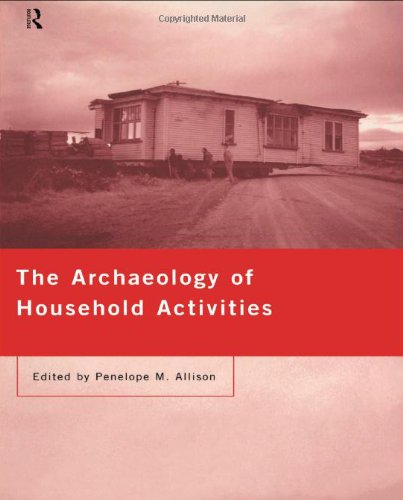 R
Copyrighted Material
The Archaeology of
Household Activities
Edited by Penelope M. Allison